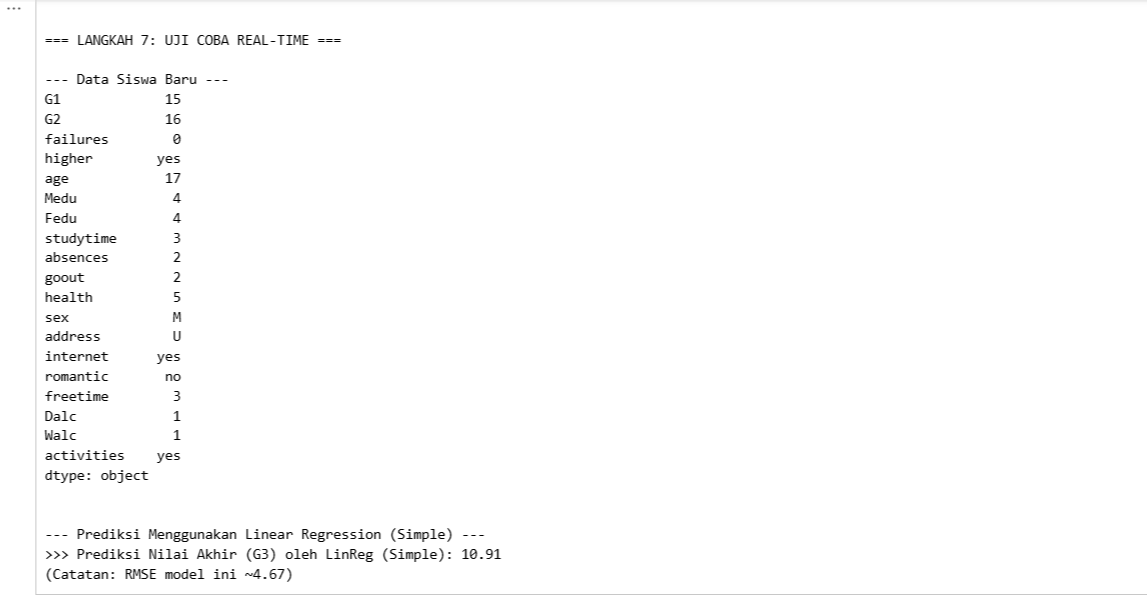 ...
=== LANGKAH 7: UJI COBA REAL-TIME ===
--- Data Siswa Baru ---
G1 15
G2 16
failures 0
higher yes
age 17
Medu 4
Fedu 4
studytime 3
absences 2
goout 2
health 5
sex M
address U
internet yes
romantic no
freetime 3
Dalc 1
Walc 1
activities yes
dtype: object
--- Prediksi Menggunakan Linear Regression (Simple) ---
>>> Prediksi Nilai Akhir (G3) oleh LinReg (Simple): 10.91
(Catatan: RMSE model ini ~4.67)